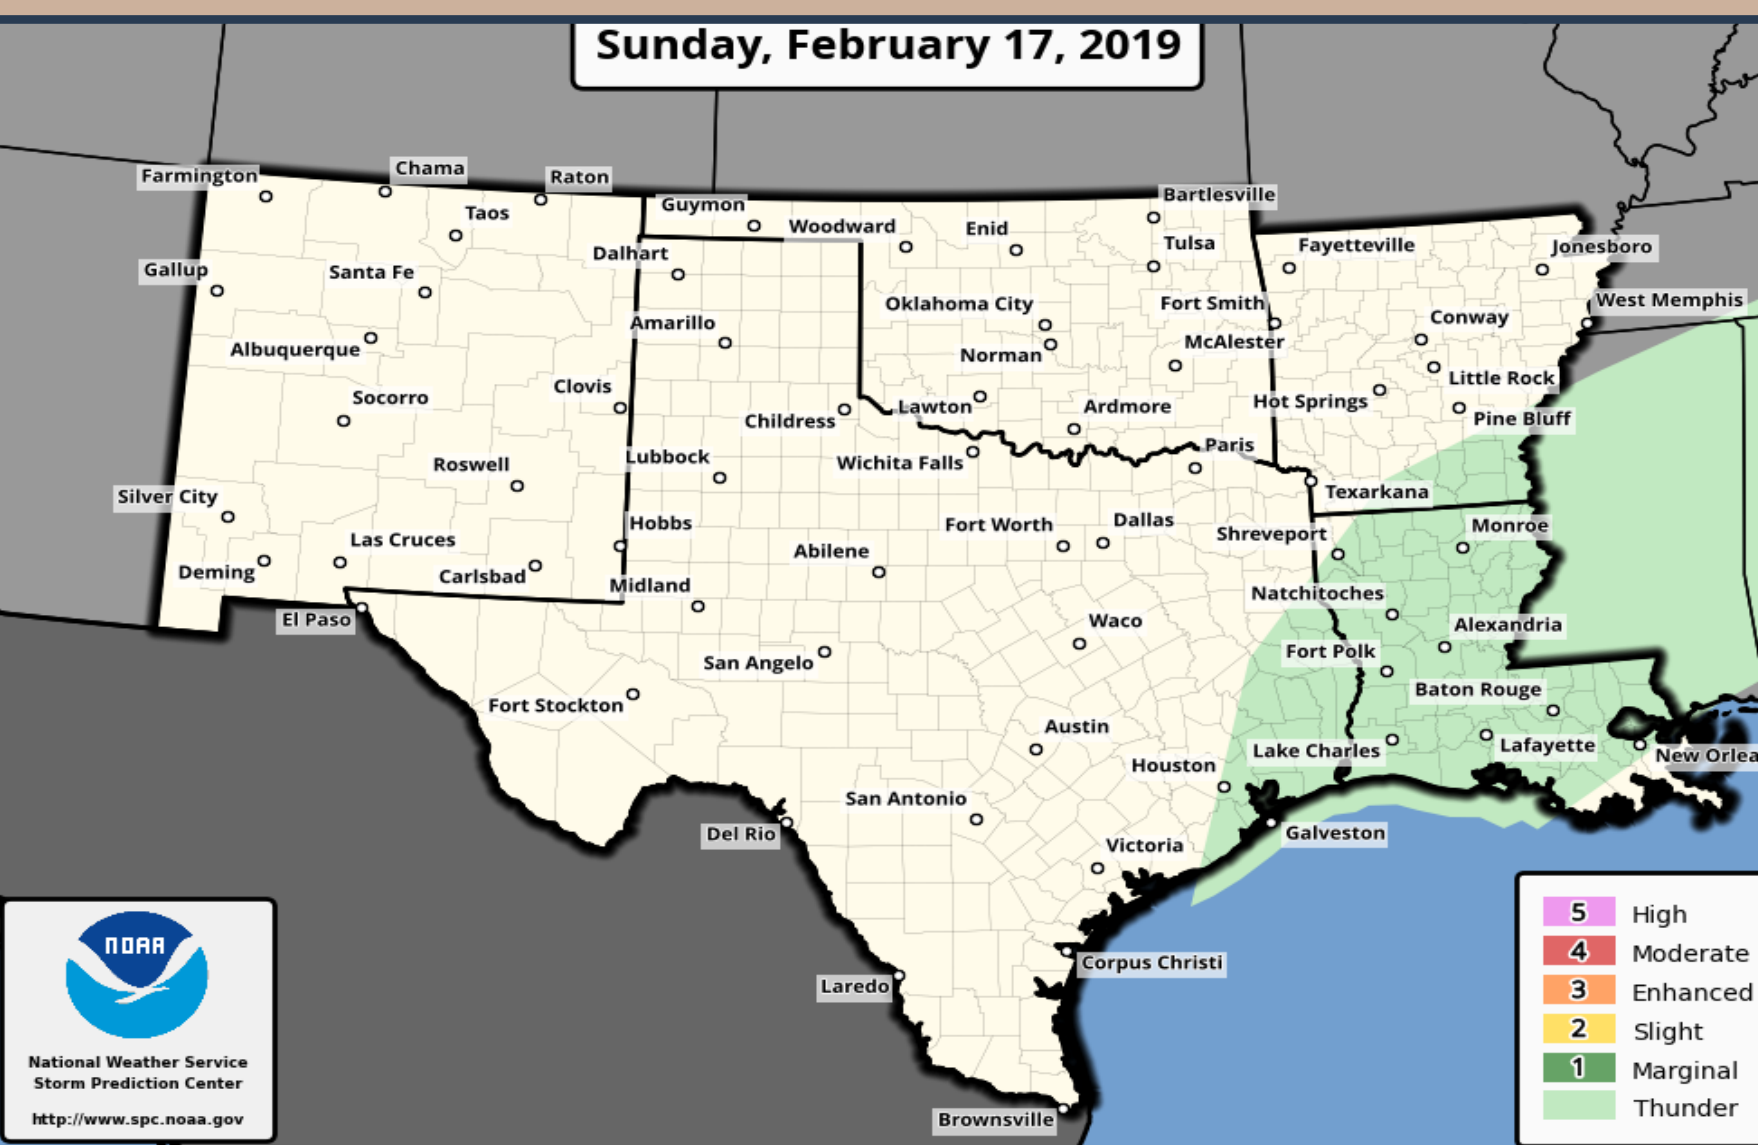 Sunday, February 17, 2019
Farmington
Chama
Raton
Taos
Guymon
Woodward
Enid
Bartlesville
Tulsa
Fayetteville
Jonesboro
Gallup
Santa Fe
Dalhart
Oklahoma City
Fort Smith
West Memphis
Albuquerque
Amarillo
Norman
McAlester
Conway
Socorro
Clovis
Childress
Lawton
Ardmore
Hot Springs
Little Rock
Pine Bluff
Roswell
Lubbock
Wichita Falls
Paris
Texarkana
Silver City
Las Cruces
Hobbs
Abilene
Fort Worth
Dallas
Shreveport
Monroe
Deming
Carlsbad
Midland
Natchitoches
El Paso
San Angelo
Waco
Fort Polk
Alexandria
Fort Stockton
Austin
Baton Rouge
Houston
Lake Charles
Lafayette
New Orlea
Del Rio
San Antonio
Galveston
Victoria
Laredo
Corpus Christi
Brownsville
NOAA
National Weather Service
Storm Prediction Center
http://www.spc.noaa.gov
5 High
4 Moderate
3 Enhanced
2 Slight
1 Marginal
Thunder